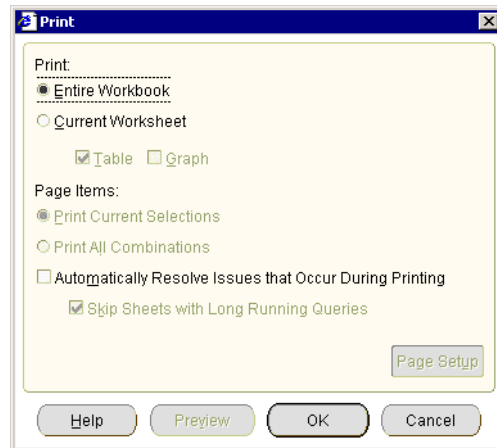 Print
Print:
Entire Workbook
Current Worksheet
Table Graph
Page Items:
Print Current Selections
Print All Combinations
Automatically Resolve Issues that Occur During Printing
Skip Sheets with Long Running Queries
Page Setup
Help Preview OK Cancel